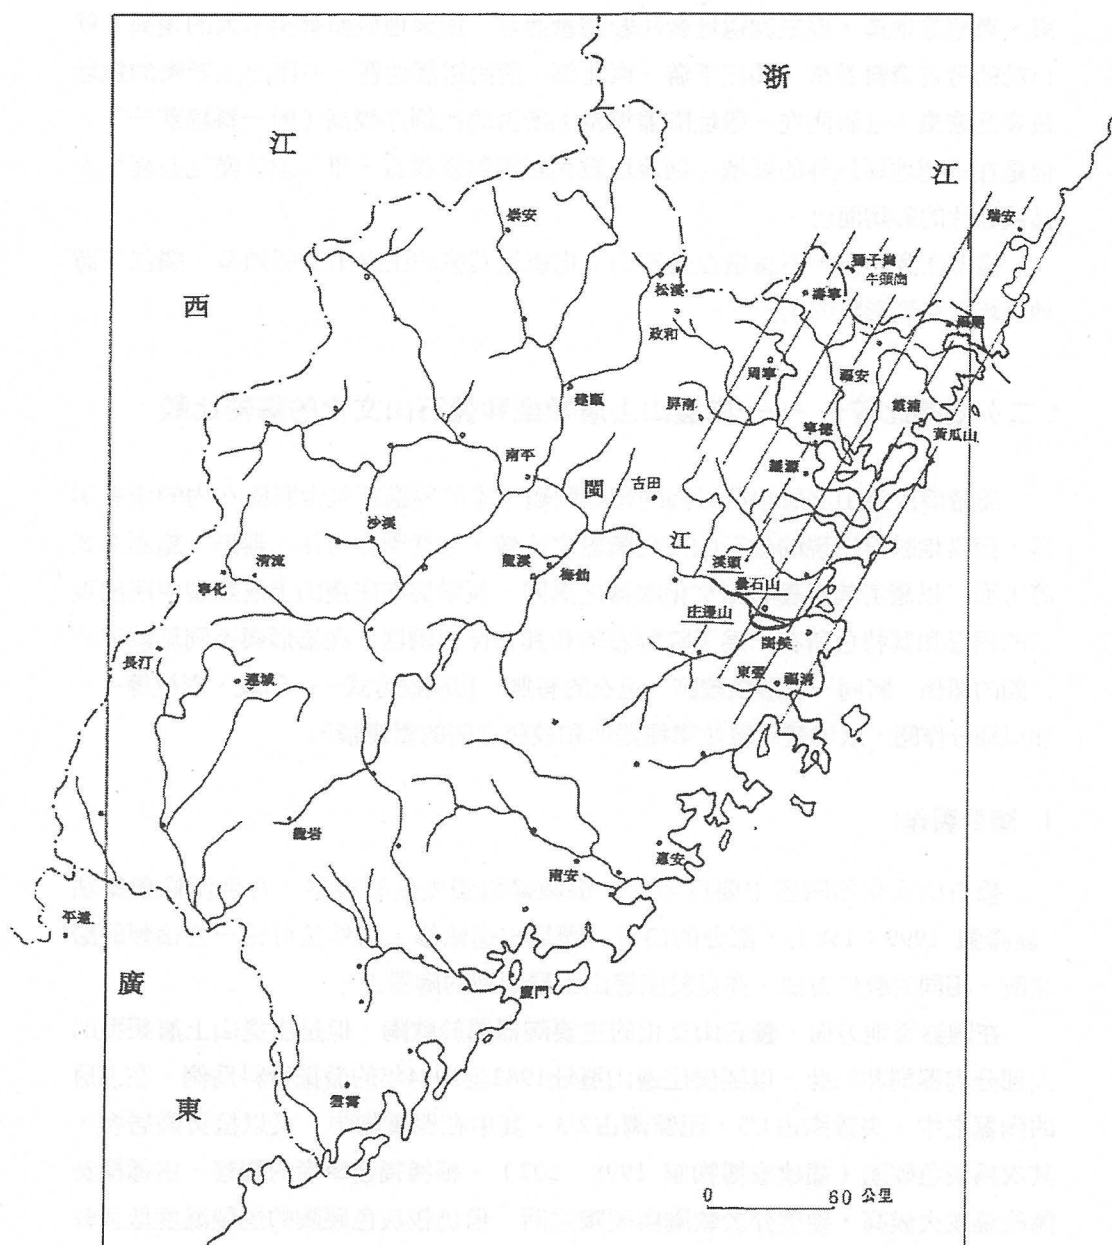 浙
江
江
西
瑞安
崇安
獅子崗
牛頭崗
壽寧
松溪
政和
福鼎
周寧
福安
建甌
屏南
霞浦
寧德
黃瓜山
羅源
南平
閩
古田
沙溪
江
溪頭
清流
尤溪
梅仙
寧化
曇石山
庄邊山
閩侯
長汀
連城
東張
福清
龍岩
惠安
南安
平遠
廈門
廣
東
雲霄
0
60 公里